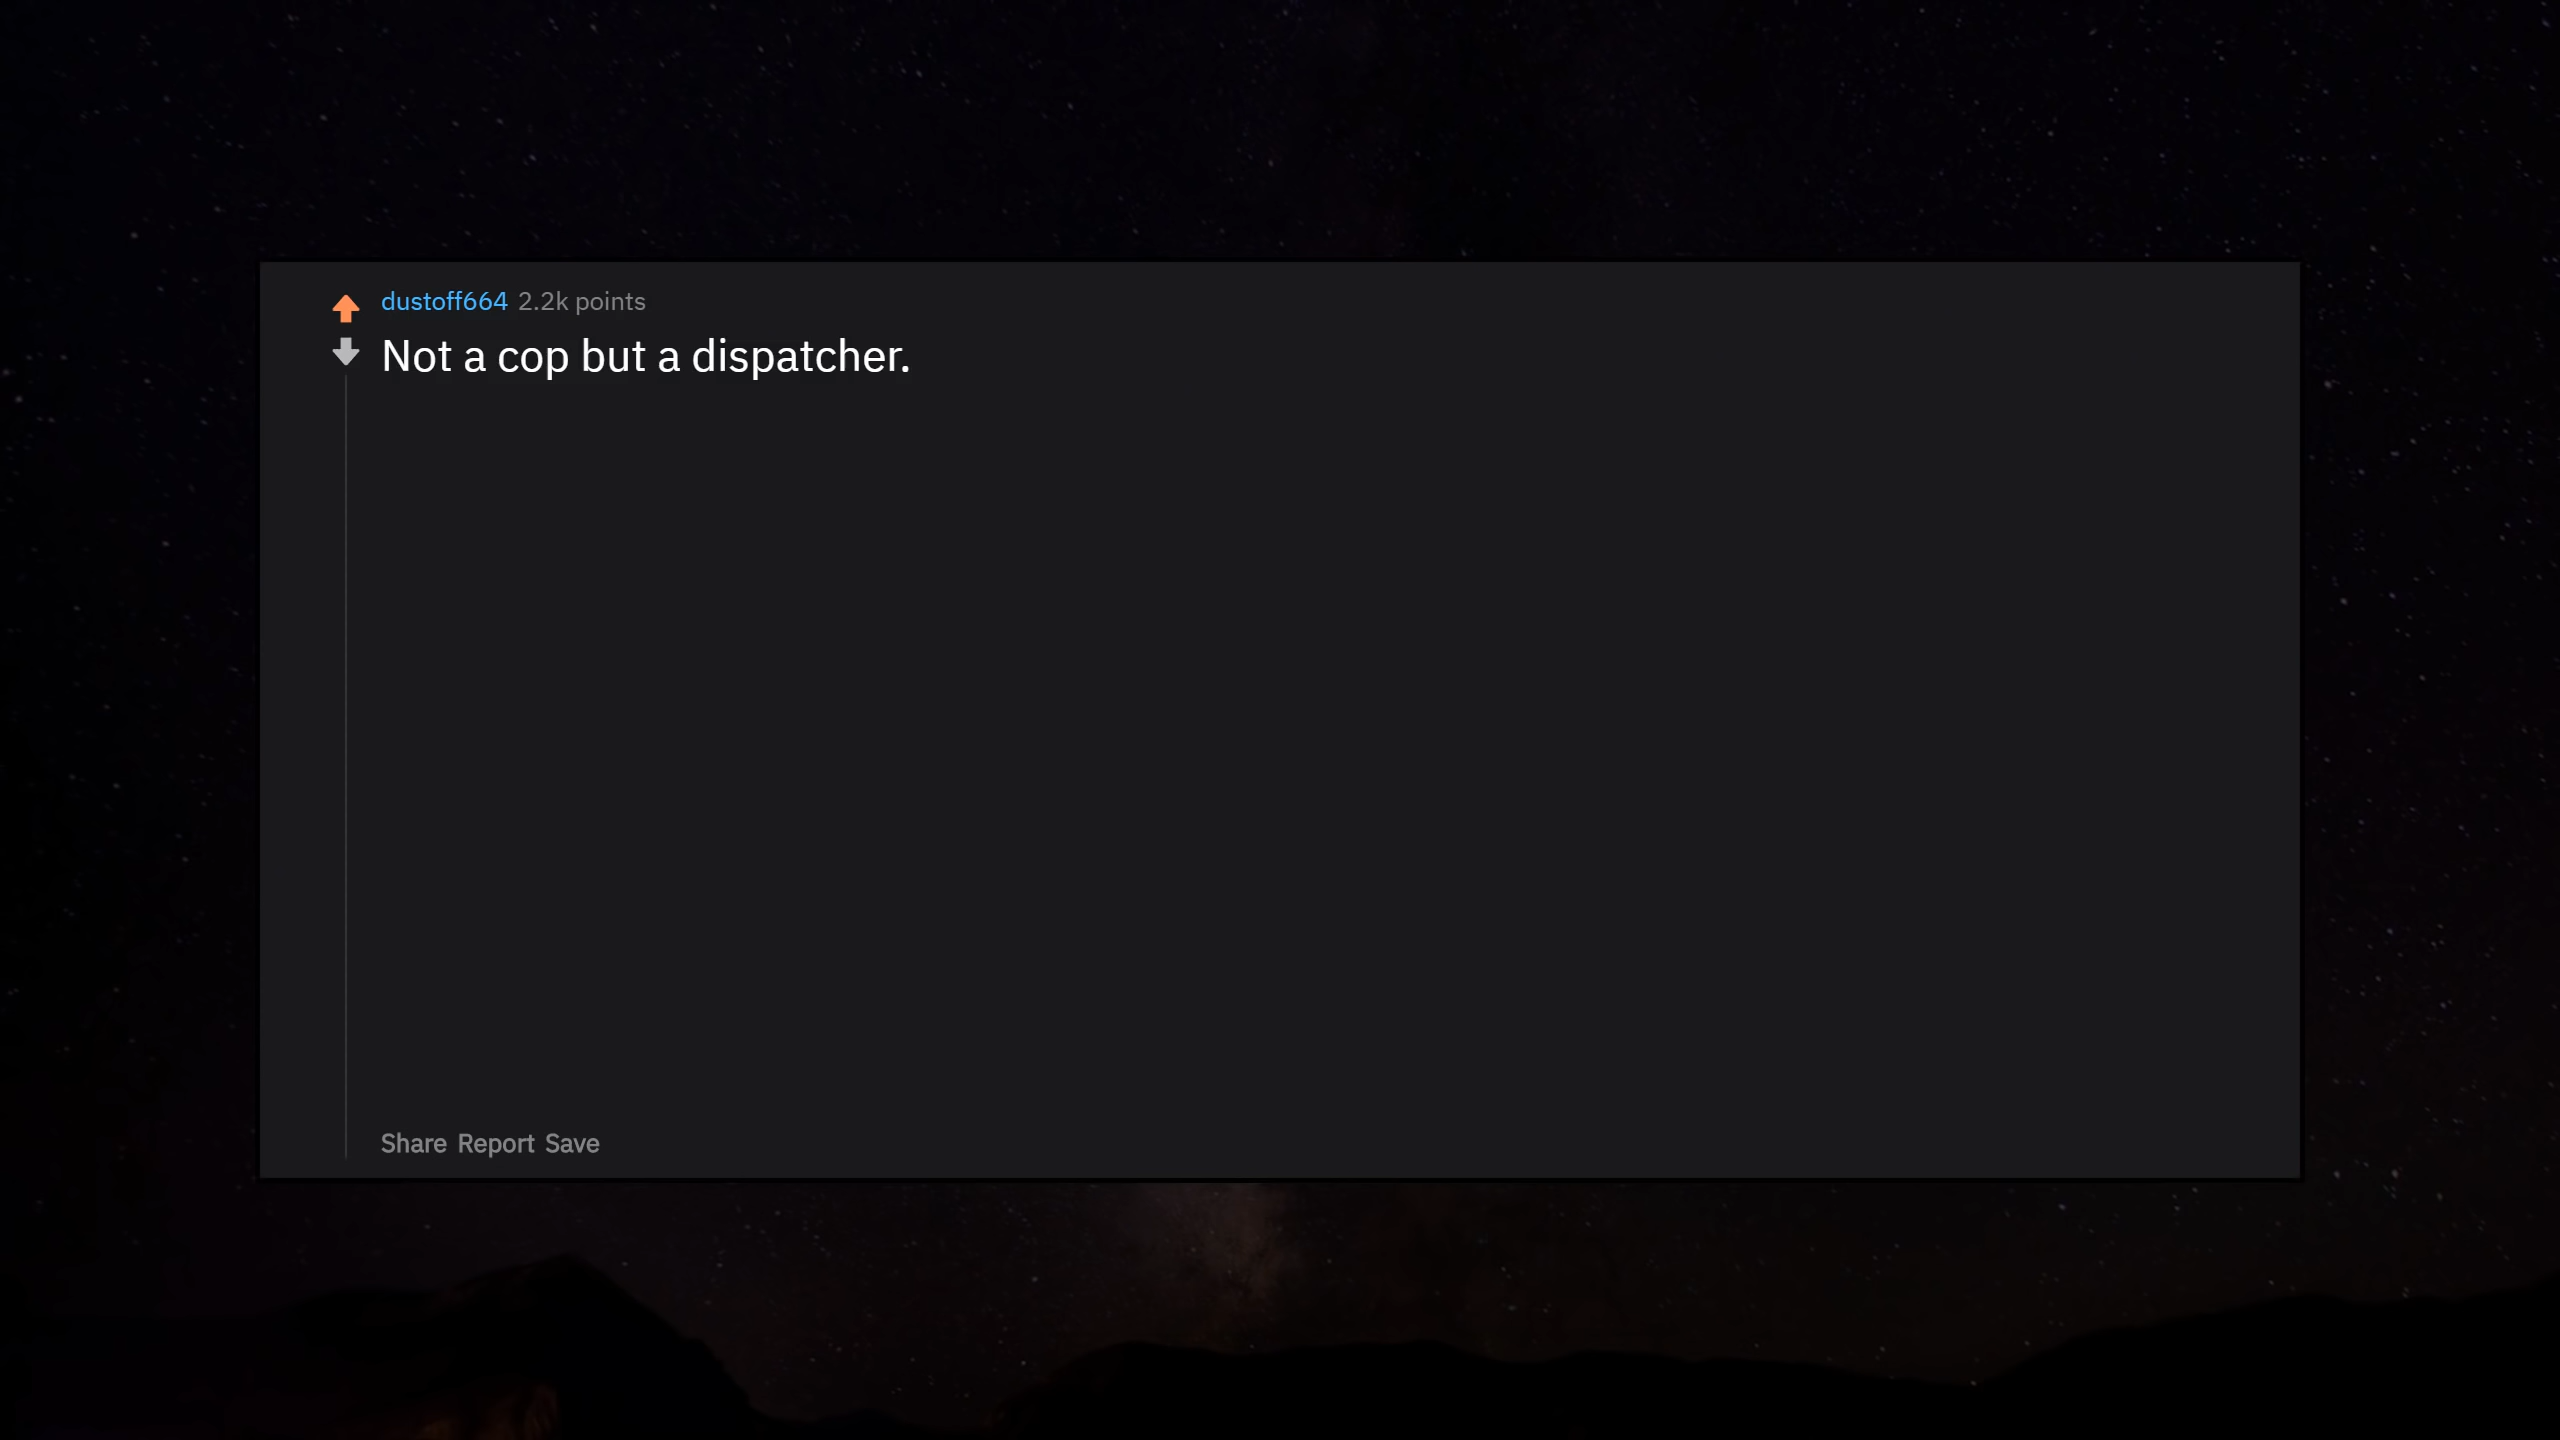 dustoff664 2.2k points
Not a cop but a dispatcher.
Share Report Save